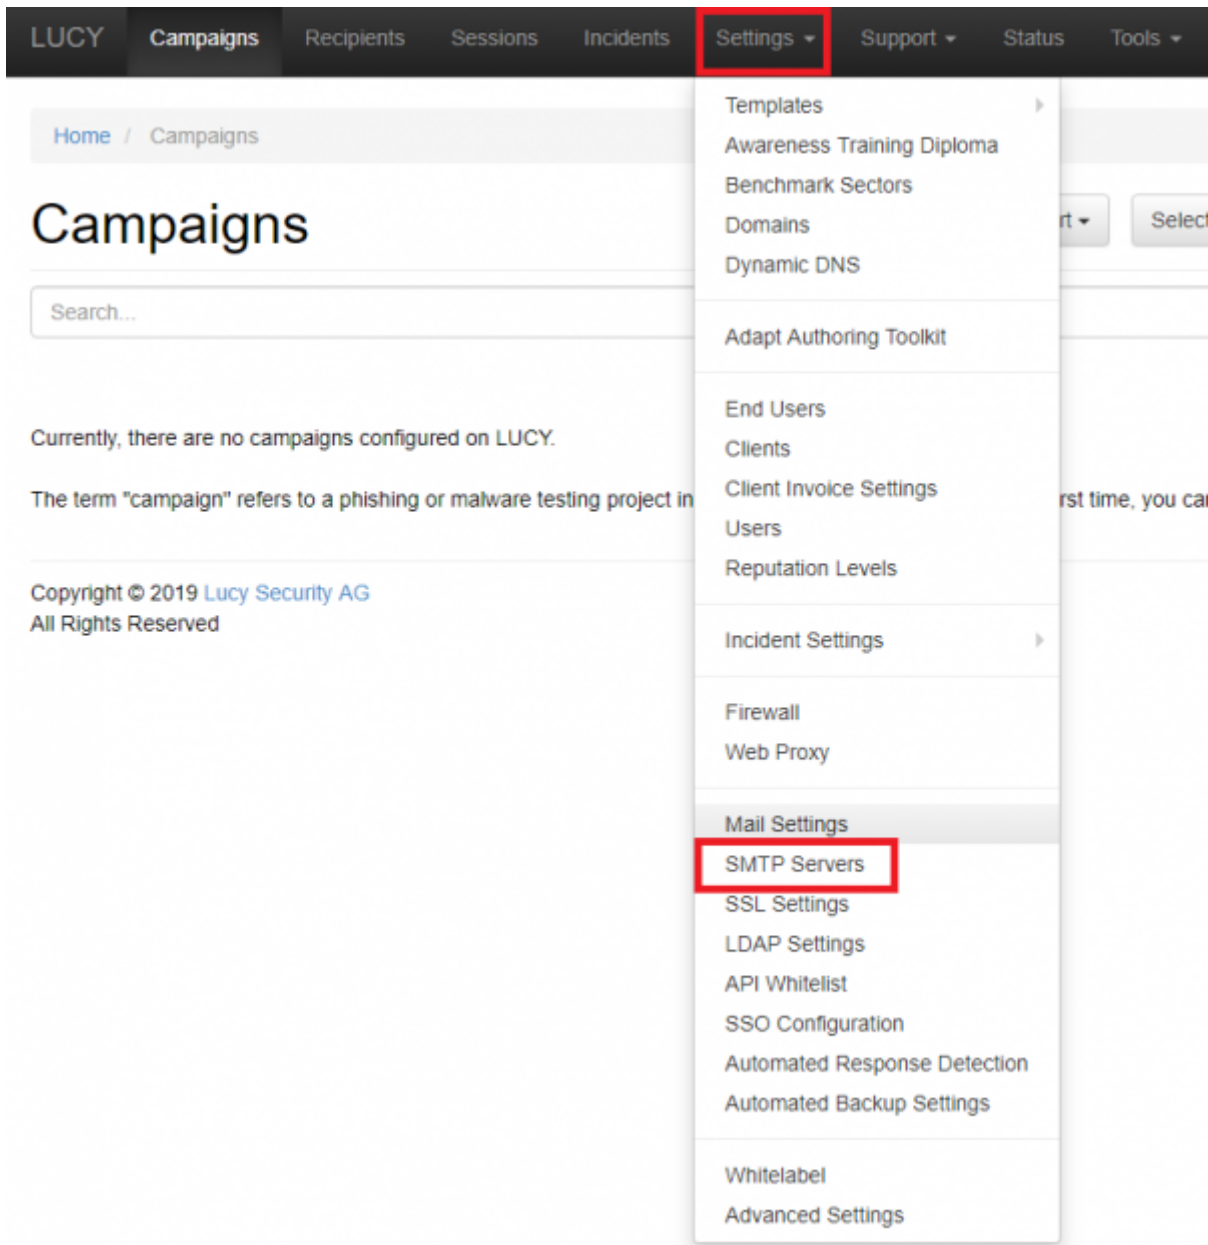 LUCY Campaigns Recipients Sessions Incidents Settings Support Status Tools
Home / Campaigns
Campaigns
Select
Search...
Currently, there are no campaigns configured on LUCY.
The term "campaign" refers to a phishing or malware testing project in
time, you
Copyright © 2019 Lucy Security AG
All Rights Reserved
Templates
Awareness Training Diploma
Benchmark Sectors
Domains
Dynamic DNS
Adapt Authoring Toolkit
End Users
Clients
Client Invoice Settings
Users
Reputation Levels
Incident Settings
Firewall
Web Proxy
Mail Settings
SMTP Servers
SSL Settings
LDAP Settings
API Whitelist
SSO Configuration
Automated Response Detection
Automated Backup Settings
Whitelabel
Advanced Settings